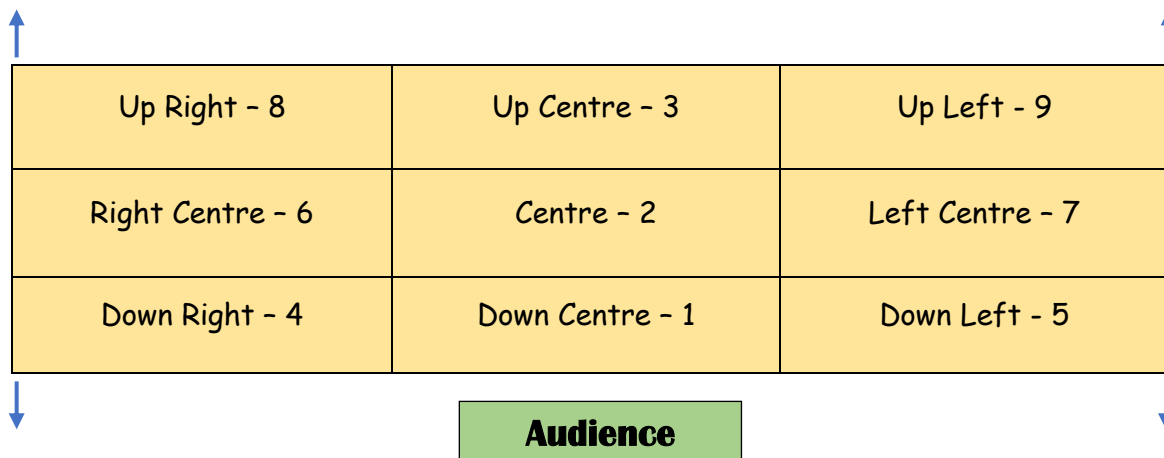 Up Right – 8
Up Centre – 3
Up Left - 9
Right Centre – 6
Centre – 2
Left Centre – 7
Down Right – 4
Down Centre – 1
Down Left - 5
Audience